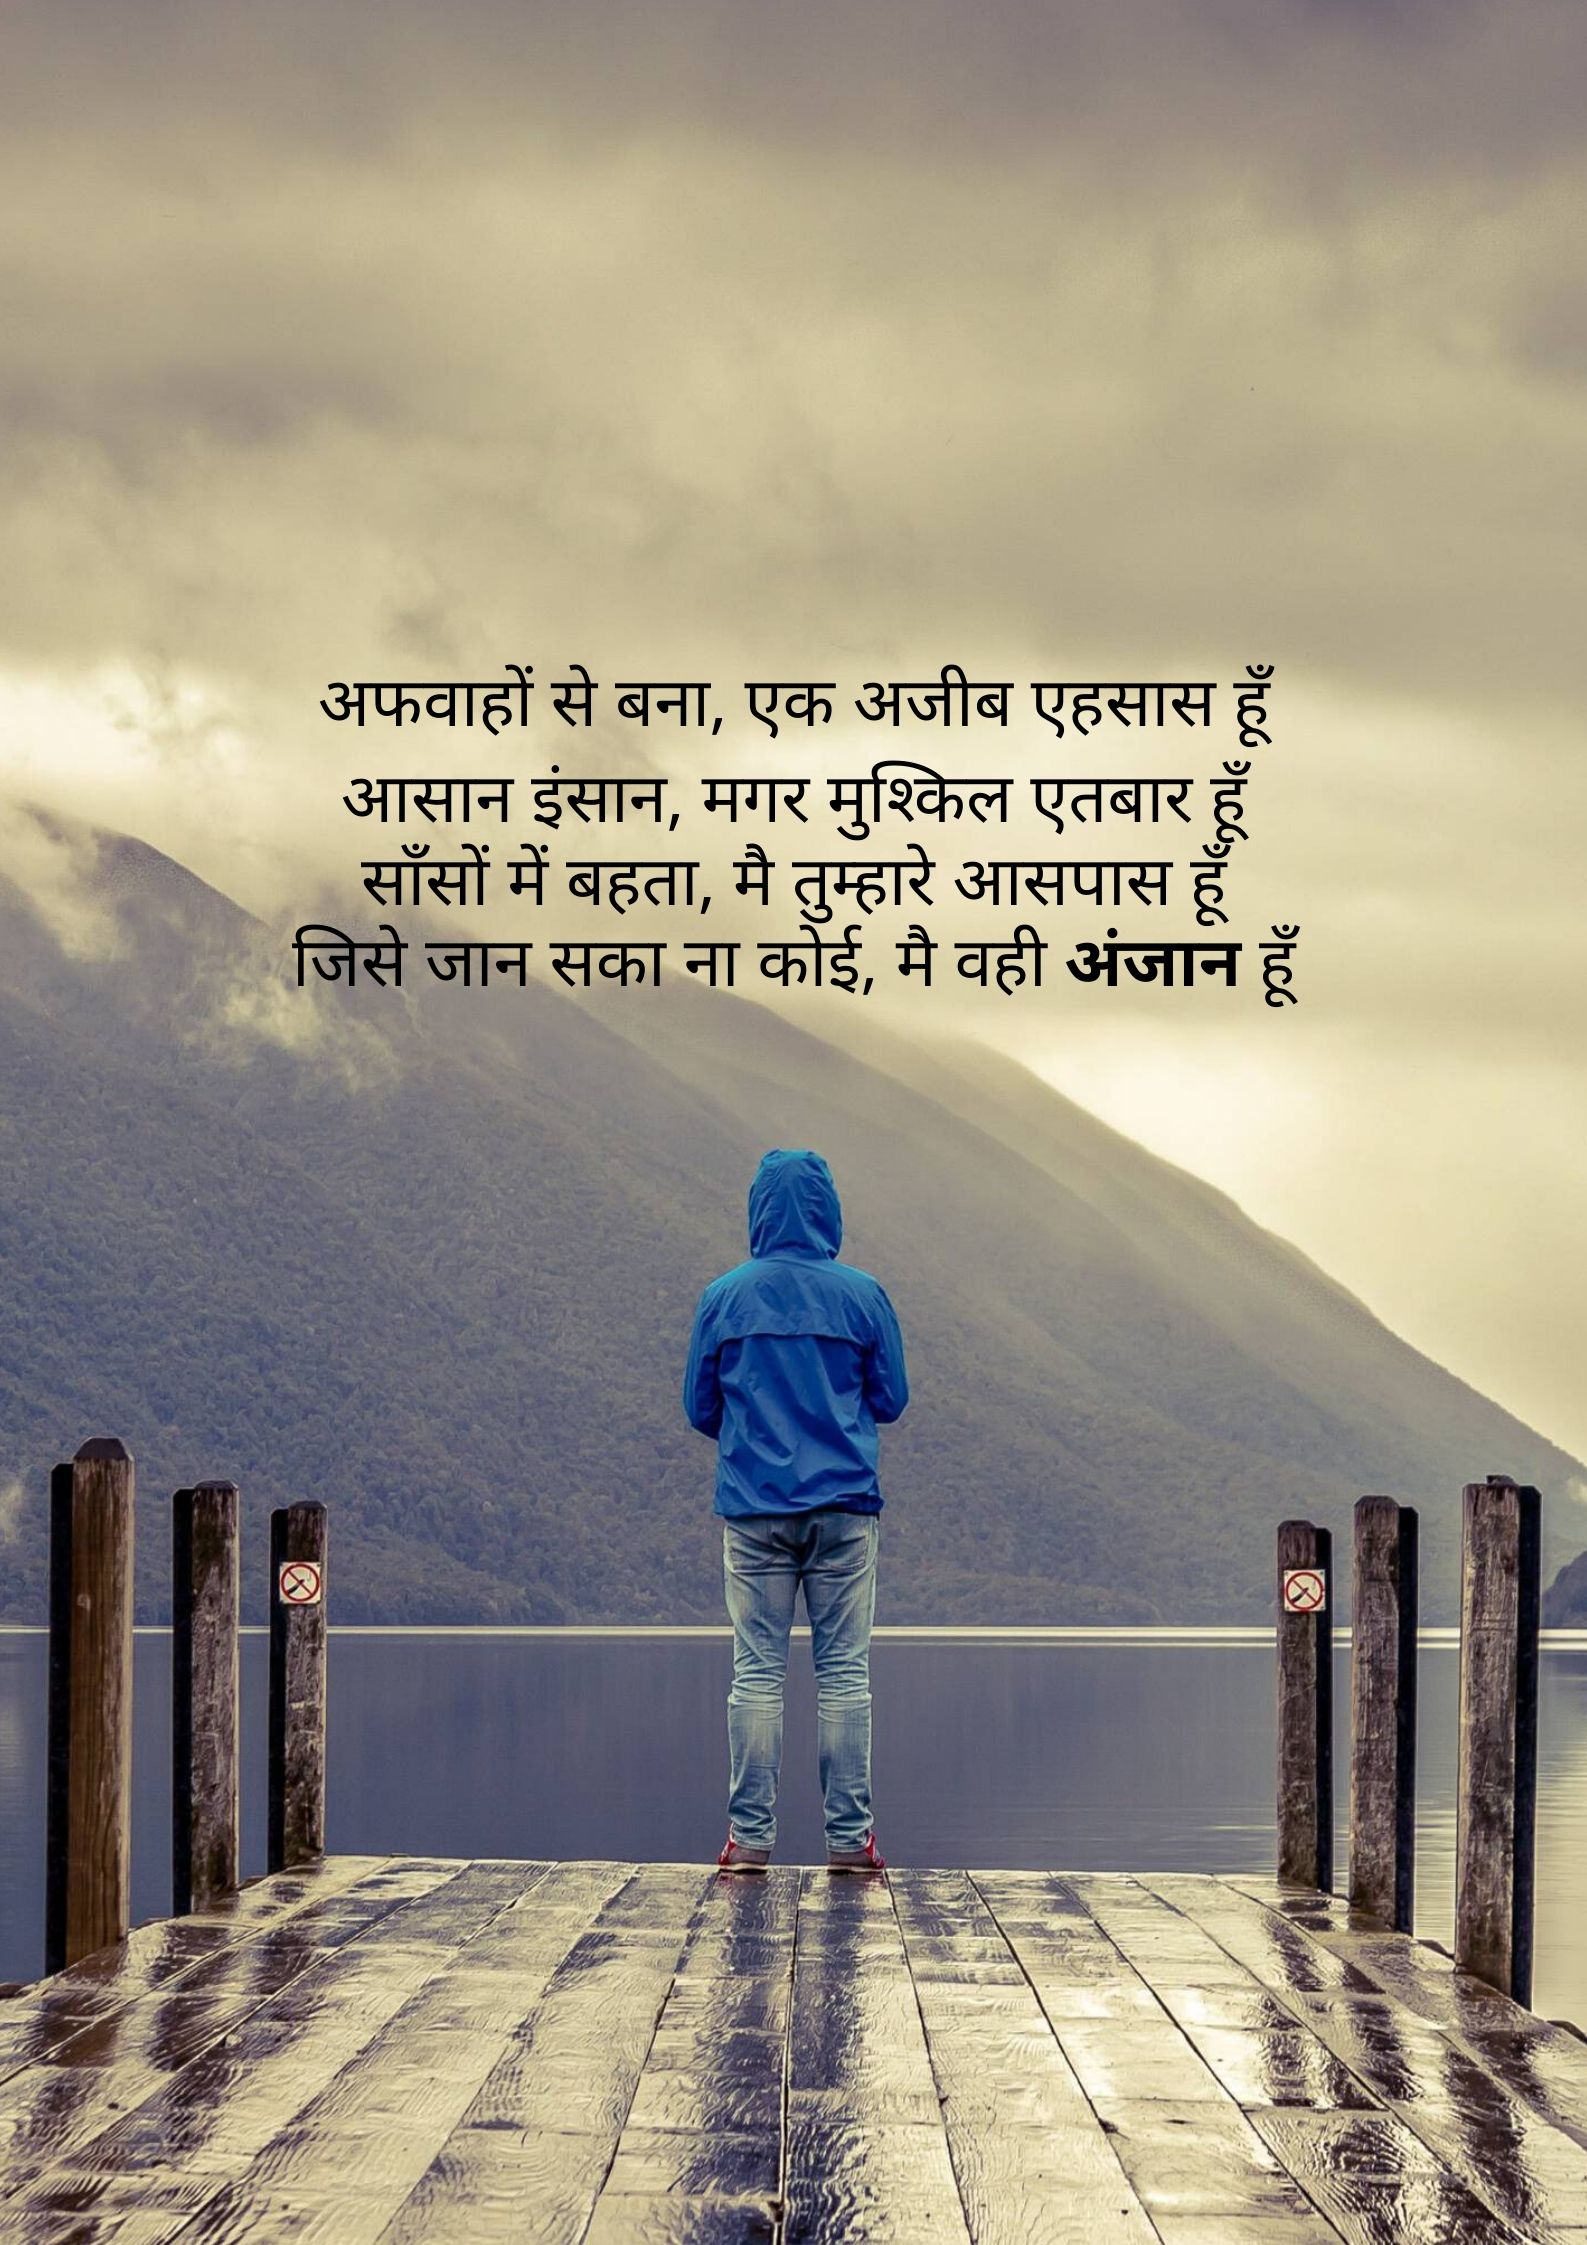 अफवाहों से बना, एक अजीब एहसास हूँ
आसान इंसान, मगर मुश्किल एतबार हूँ
साँसों में बहता, मै तुम्हारे आसपास हूँ
जिसे जान सका ना कोई, मै वही अंजान हूँ